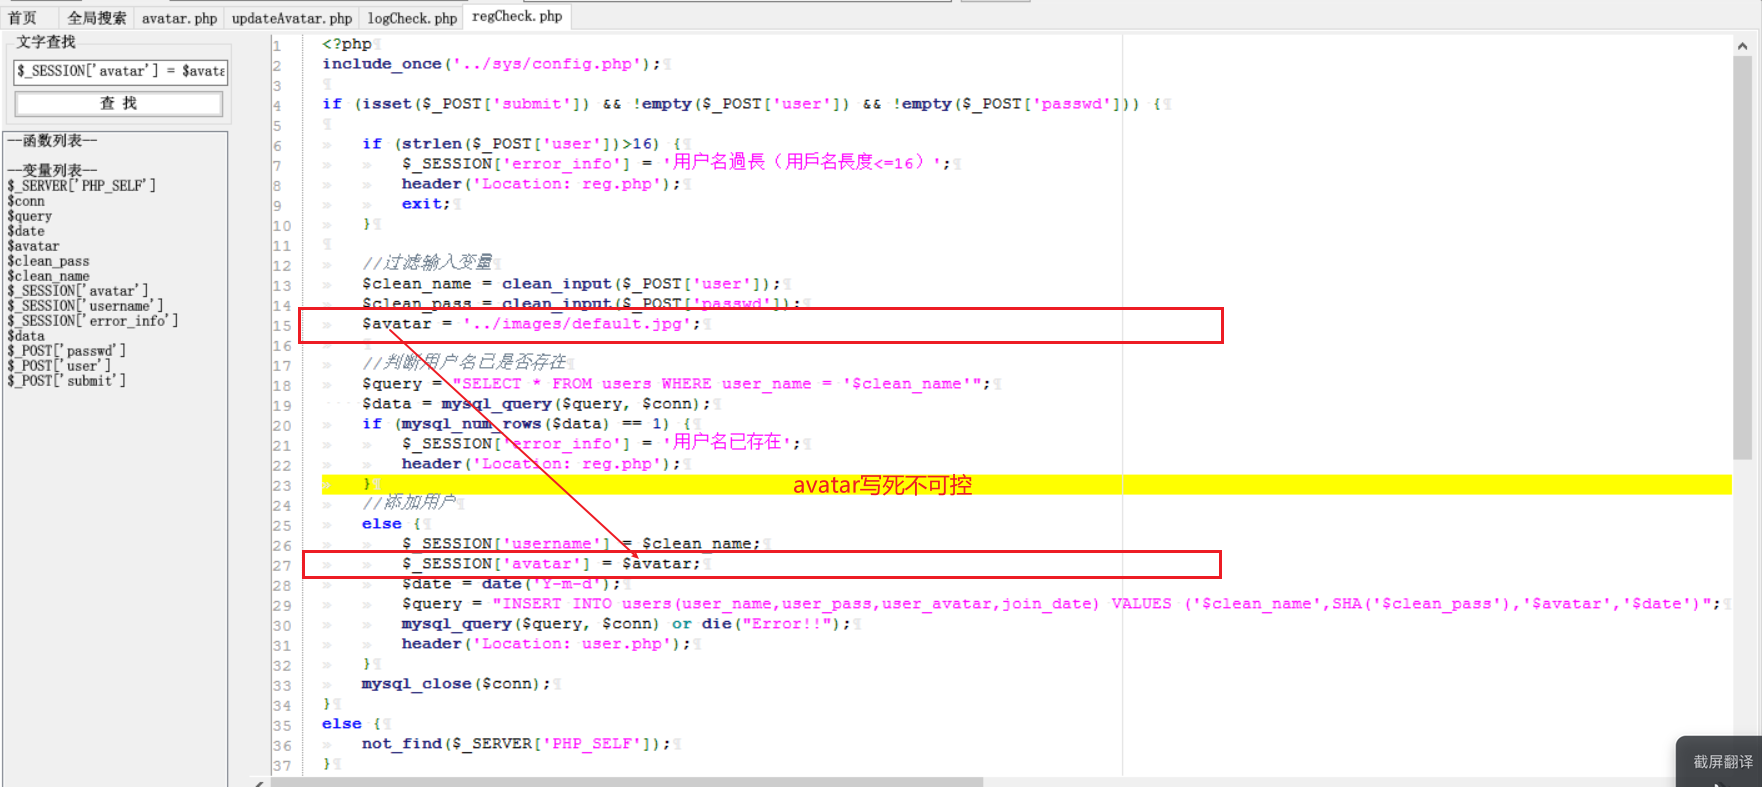 首页 全局搜索 avatar.php updateAvatar.php logCheck.php regCheck.php
文字查找
$_SESSION['avatar'] = $avata
查 找
--函数列表--
--变量列表--
$_SERVER['PHP_SELF']
$conn
$query
$date
$avatar
$clean_pass
$clean_name
$_SESSION['avatar']
$_SESSION['username']
$_SESSION['error_info']
$data
$_POST['passwd']
$_POST['user']
$_POST['submit']
1 <?php
2 include_once('../sys/config.php');
3
4 if (isset($_POST['submit']) && !empty($_POST['user']) && !empty($_POST['passwd'])) {
5
6 if (strlen($_POST['user'])>16) {
7 $_SESSION['error_info'] = '用户名過長（用戶名長度<=16）';
8 header('Location: reg.php');
9 exit;
10 }
11
12 //过滤输入变量
13 $clean_name = clean_input($_POST['user']);
14 $clean_pass = clean_input($_POST['passwd']);
15 $avatar = '../images/default.jpg';
16
17 //判断用户名已是否存在
18 $query = "SELECT * FROM users WHERE user_name = '$clean_name'";
19 $data = mysql_query($query, $conn);
20 if (mysql_num_rows($data) == 1) {
21 $_SESSION['error_info'] = '用户名已存在';
22 header('Location: reg.php');
23 } avatar写死不可控
24 //添加用户
25 else {
26 $_SESSION['username'] = $clean_name;
27 $_SESSION['avatar'] = $avatar;
28 $date = date('Y-m-d');
29 $query = "INSERT INTO users(user_name,user_pass,user_avatar,join_date) VALUES ('$clean_name',SHA('$clean_pass'),'$avatar','$date')";
30 mysql_query($query, $conn) or die("Error!!");
31 header('Location: user.php');
32 }
33 mysql_close($conn);
34 }
35 else {
36 not_find($_SERVER['PHP_SELF']);
37 }
截屏翻译